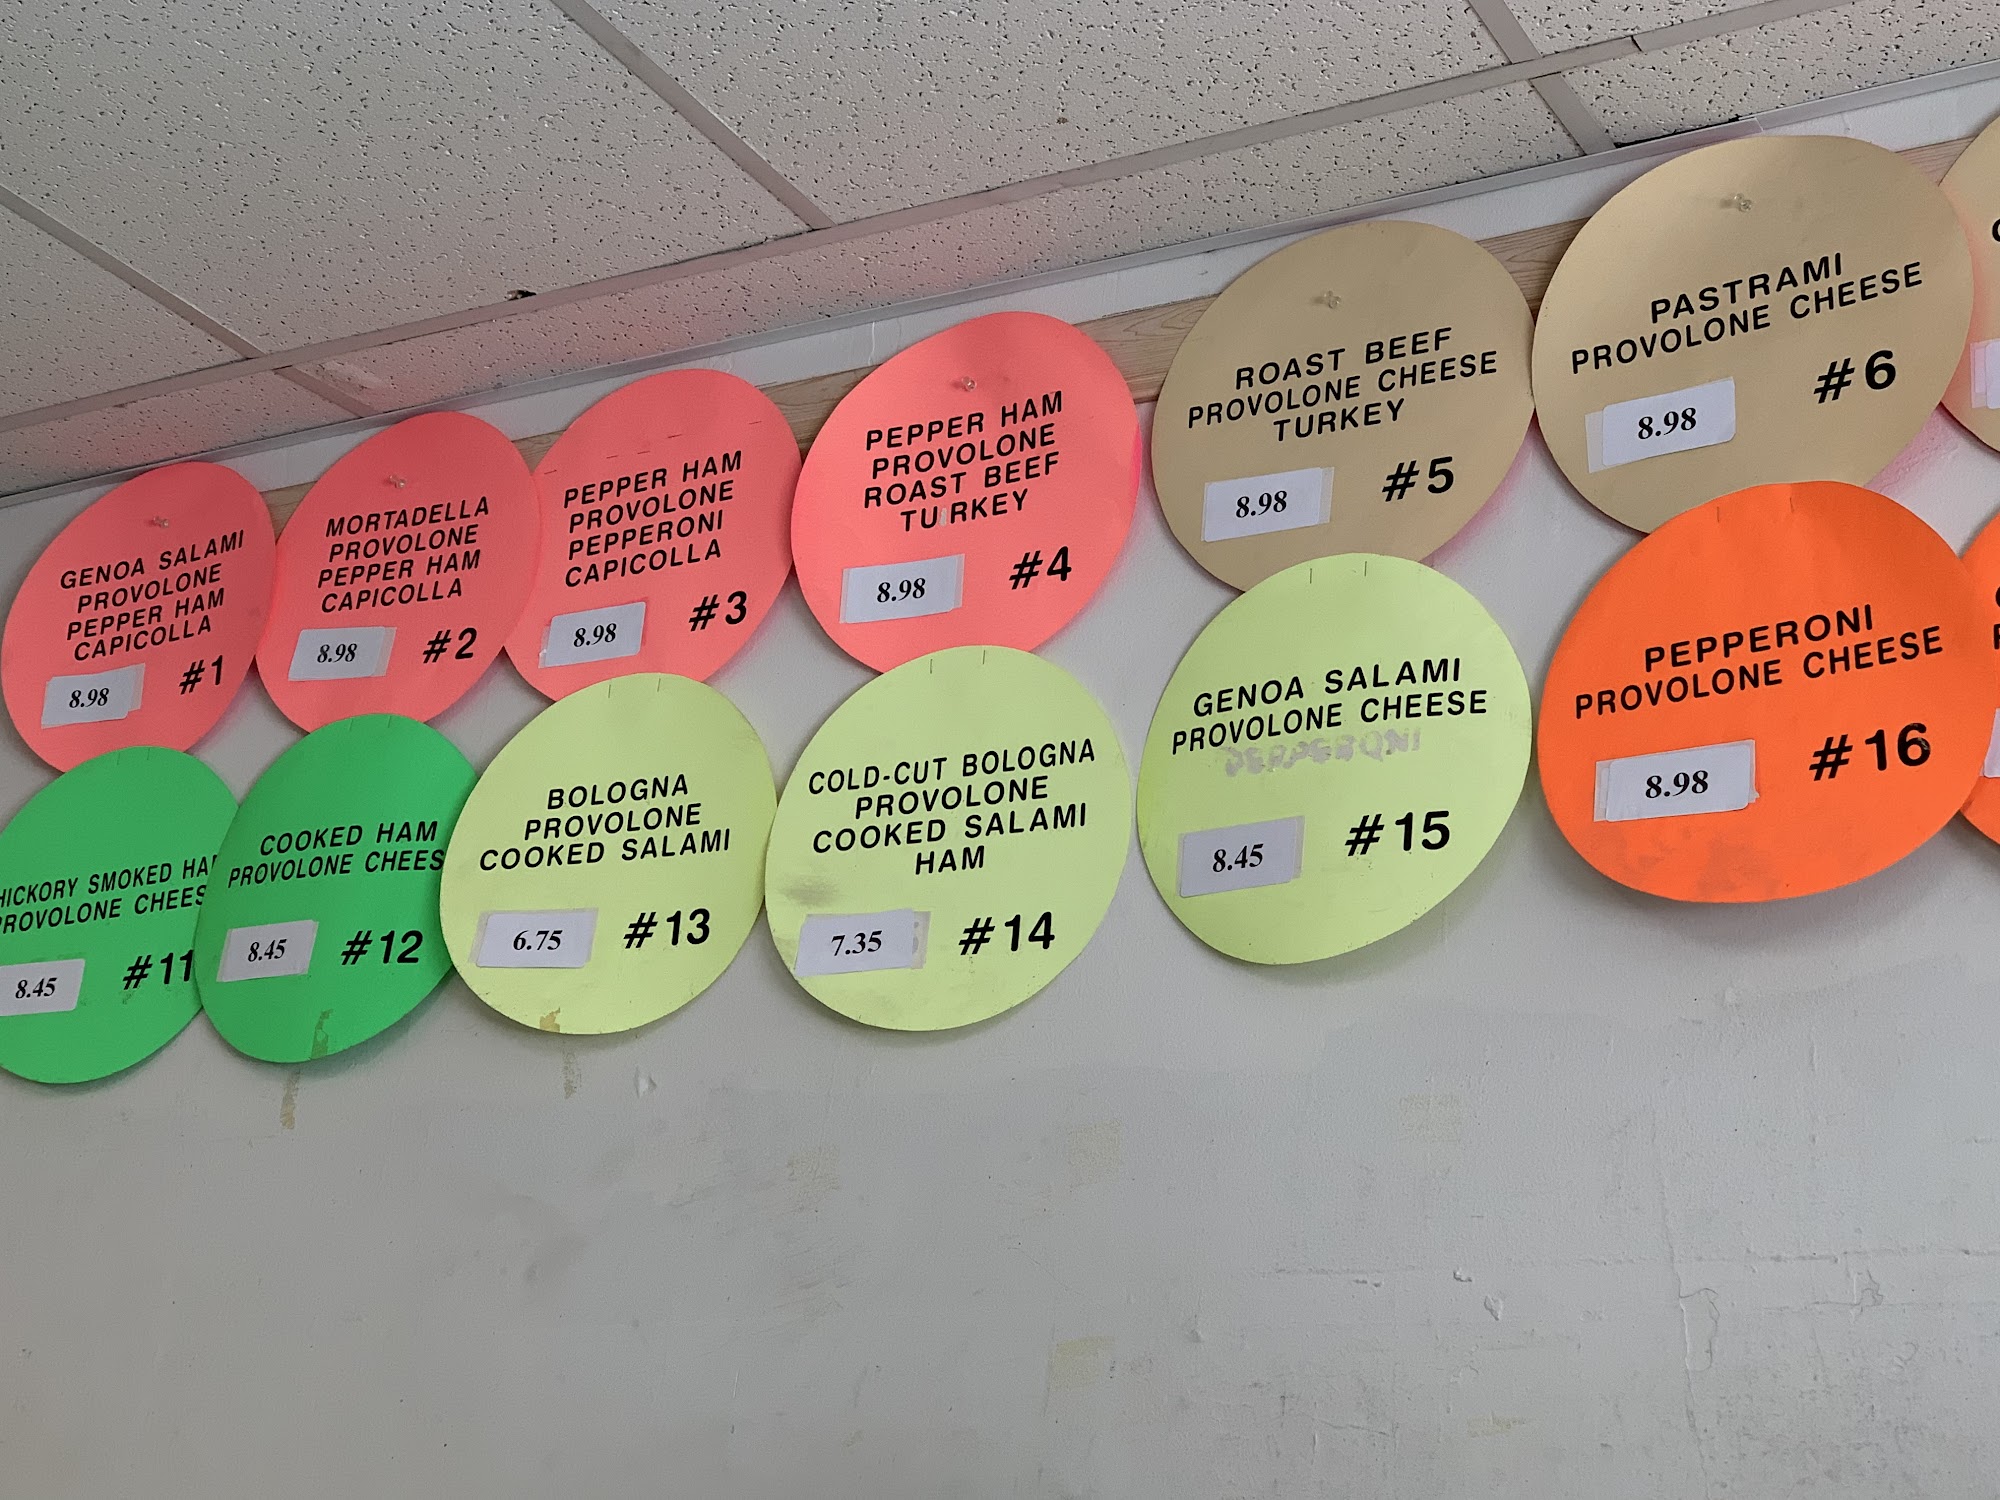 GENOA SALAMI
PROVOLONE
PEPPER HAM
CAPICOLLA
8.98 #1
MORTADELLA
PROVOLONE
PEPPER HAM
CAPICOLLA
8.98 #2
PEPPER HAM
PROVOLONE
PEPPERONI
CAPICOLLA
8.98 #3
PEPPER HAM
PROVOLONE
ROAST BEEF
TURKEY
8.98 #4
ROAST BEEF
PROVOLONE CHEESE
TURKEY
8.98 #5
PASTRAMI
PROVOLONE CHEESE
8.98 #6
HICKORY SMOKED HA
PROVOLONE CHEES
8.45 #11
COOKED HAM
PROVOLONE CHEES
8.45 #12
BOLOGNA
PROVOLONE
COOKED SALAMI
6.75 #13
COLD-CUT BOLOGNA
PROVOLONE
COOKED SALAMI
HAM
7.35 #14
GENOA SALAMI
PROVOLONE CHEESE
8.45 #15
PEPPERONI
PROVOLONE CHEESE
8.98 #16